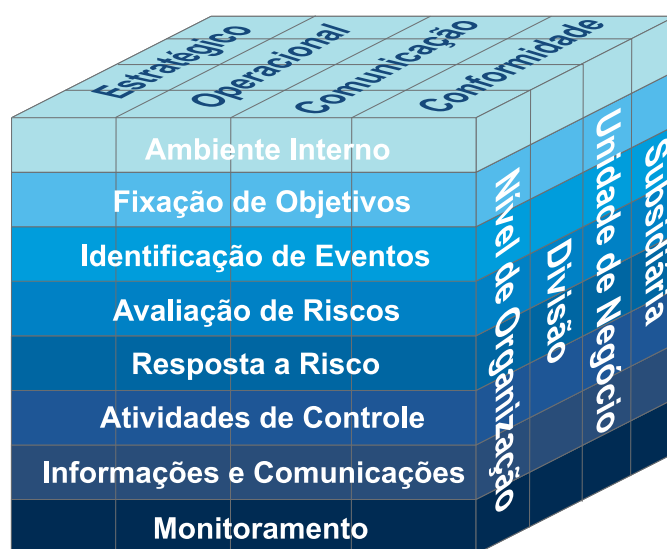 Estratégico
Operacional
Comunicação
Conformidade
Ambiente Interno
Fixação de Objetivos
Identificação de Eventos
Avaliação de Riscos
Resposta a Risco
Atividades de Controle
Informações e Comunicações
Monitoramento
Nível de Organização
Divisão
Unidade de Negócio
Subsidiária